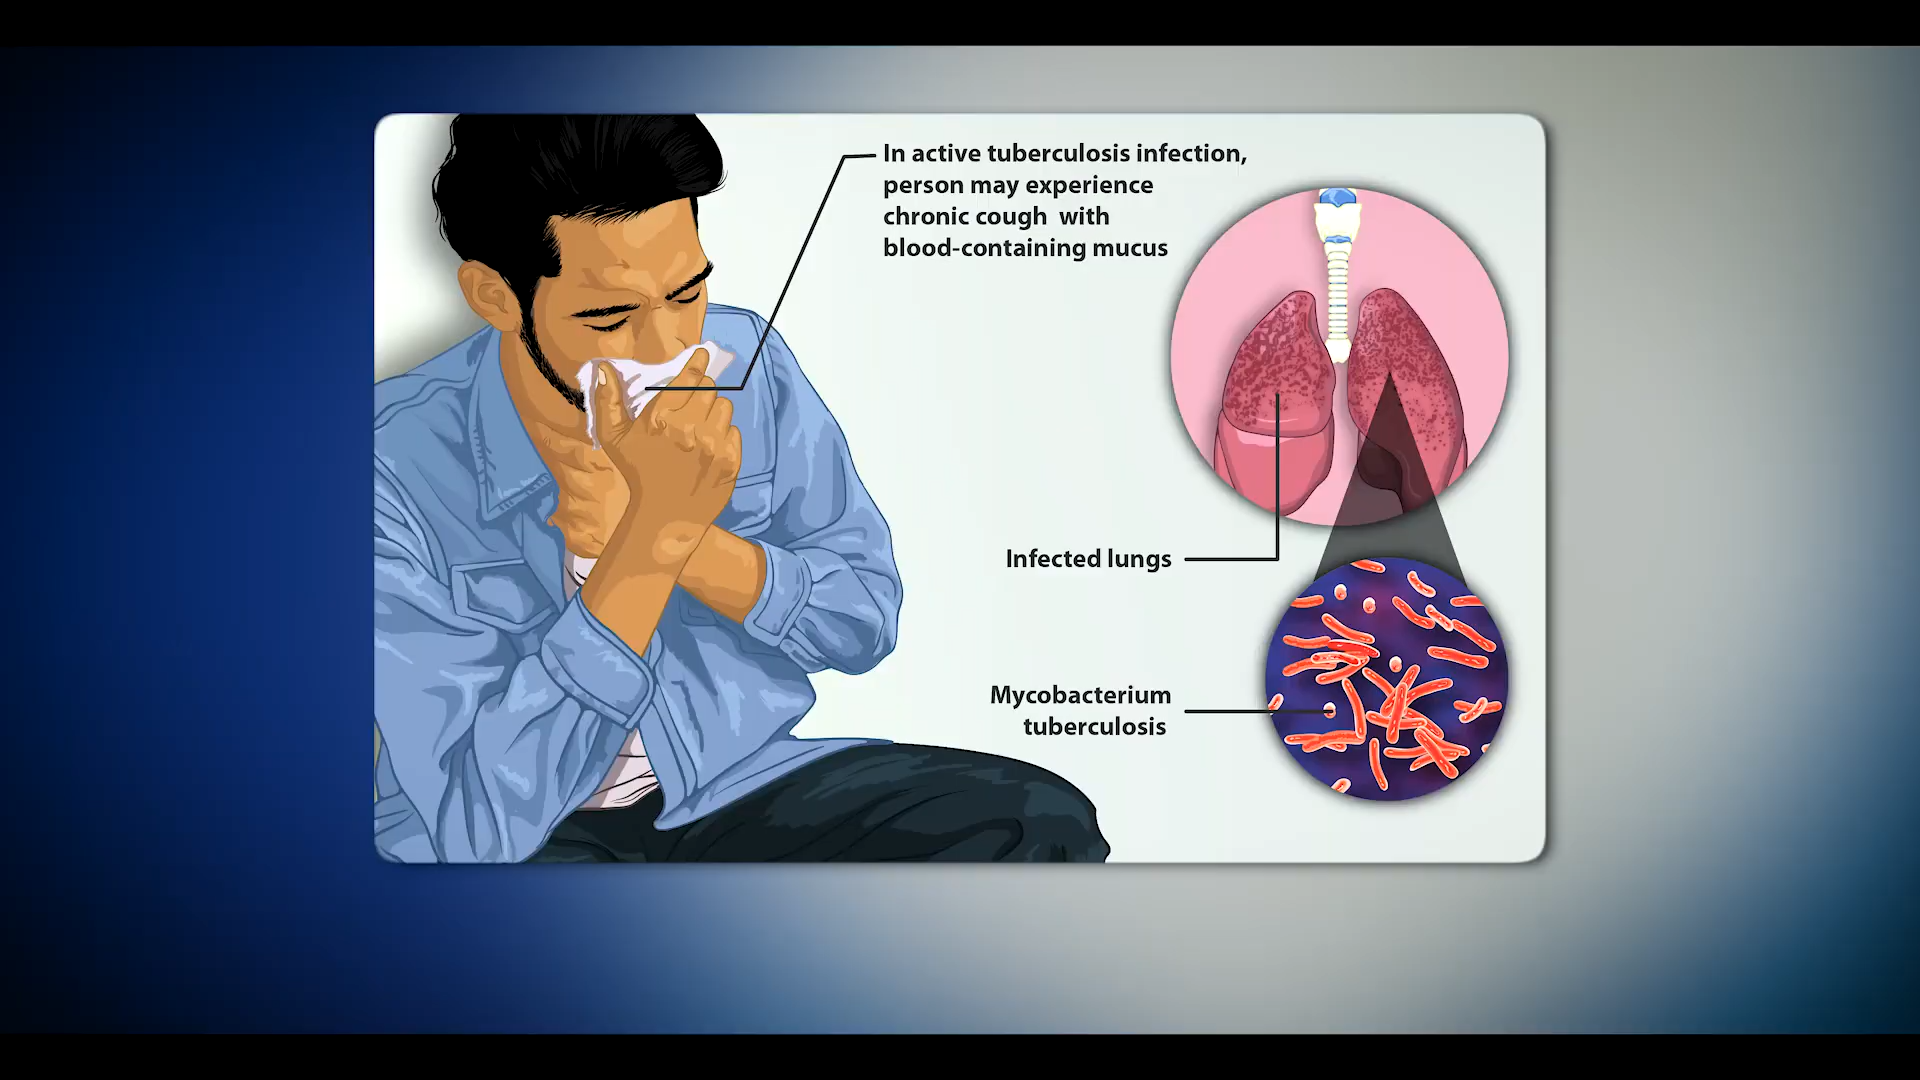 In active tuberculosis infection,
person may experience
chronic cough with
blood-containing mucus
Infected lungs
Mycobacterium
tuberculosis